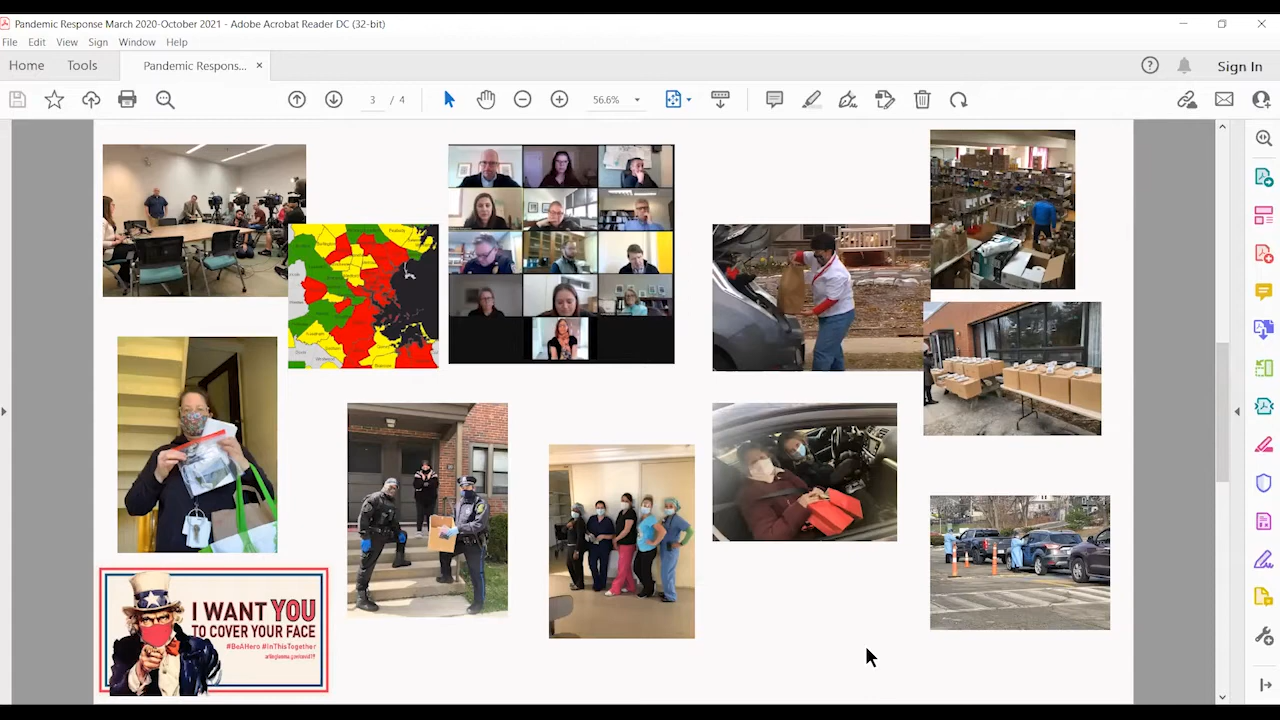 Pandemic Response March 2020-October 2021 - Adobe Acrobat Reader DC (32-bit)
File Edit View Sign Window Help
Home Tools Pandemic Respons... × Sign In
3 / 4 56.6%
I WANT YOU
TO COVER YOUR FACE
#BeAHero #InThisTogether